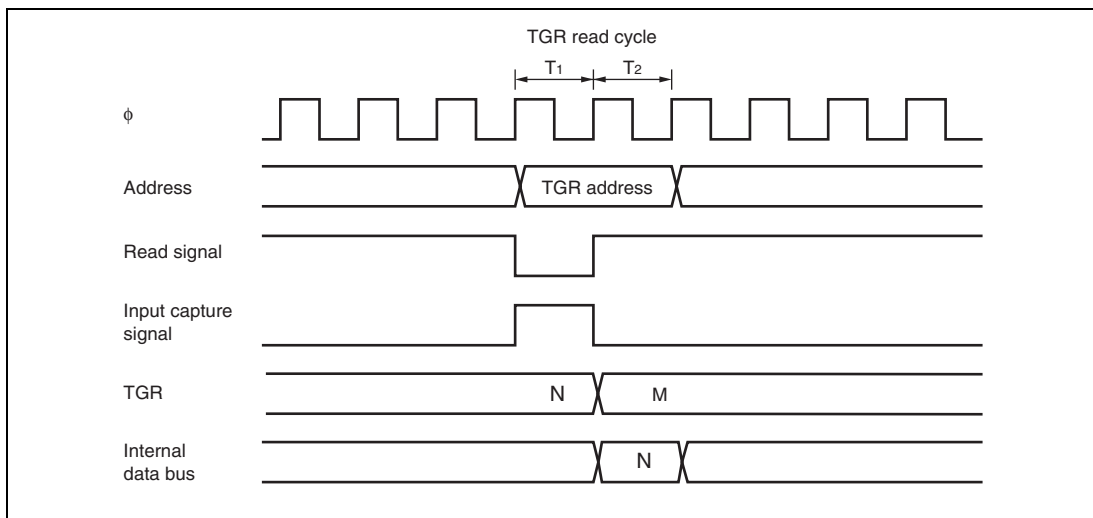 TGR read cycle
T1 T2
ϕ
Address
TGR address
Read signal
Input capture
signal
TGR
N
M
Internal
data bus
N